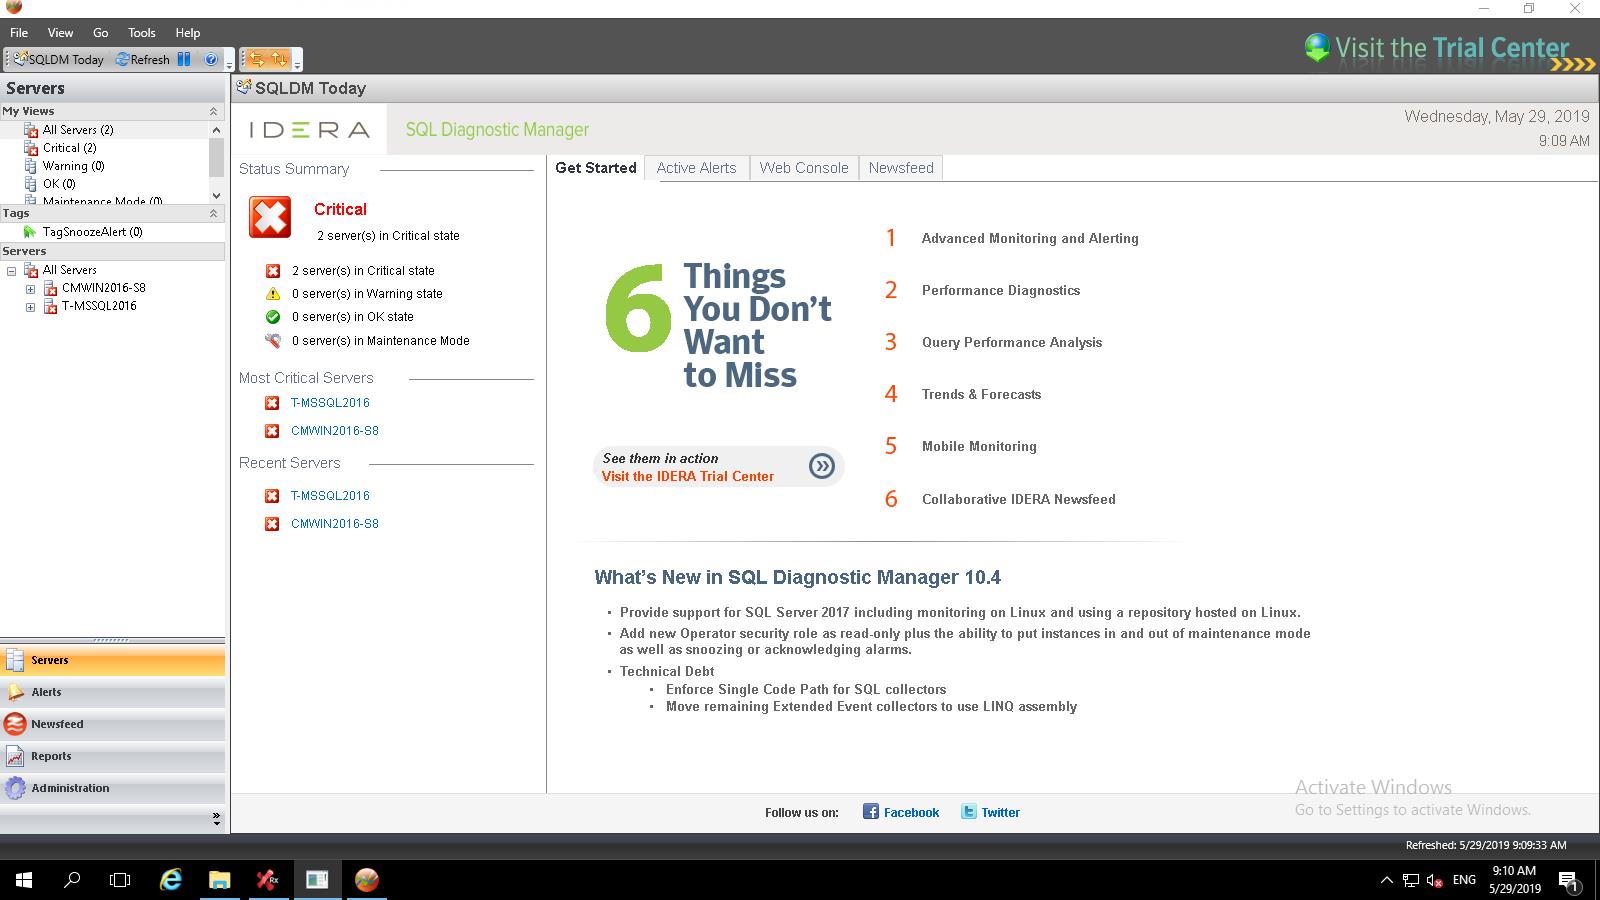 File View Go Tools Help
Visit the Trial Center
SQLDM Today Refresh
Servers
My Views
All Servers (2)
Critical (2)
Warning (0)
OK (0)
Maintenance Mode (0)
Tags
TagSnoozeAlert (0)
Servers
All Servers
CMWIN2016-S8
T-MSSQL2016
Servers
Alerts
Newsfeed
Reports
Administration
SQLDM Today
IDERA SQL Diagnostic Manager
Wednesday, May 29, 2019
9:09 AM
Status Summary
Critical
2 server(s) in Critical state
2 server(s) in Critical state
0 server(s) in Warning state
0 server(s) in OK state
0 server(s) in Maintenance Mode
Most Critical Servers
T-MSSQL2016
CMWIN2016-S8
Recent Servers
T-MSSQL2016
CMWIN2016-S8
Get Started Active Alerts Web Console Newsfeed
6 Things
You Don't
Want
to Miss
See them in action
Visit the IDERA Trial Center
1 Advanced Monitoring and Alerting
2 Performance Diagnostics
3 Query Performance Analysis
4 Trends & Forecasts
5 Mobile Monitoring
6 Collaborative IDERA Newsfeed
What's New in SQL Diagnostic Manager 10.4
• Provide support for SQL Server 2017 including monitoring on Linux and using a repository hosted on Linux.
• Add new Operator security role as read-only plus the ability to put instances in and out of maintenance mode
as well as snoozing or acknowledging alarms.
• Technical Debt
• Enforce Single Code Path for SQL collectors
• Move remaining Extended Event collectors to use LINQ assembly
Activate Windows
Go to Settings to activate Windows.
Follow us on: Facebook Twitter
Refreshed: 5/29/2019 9:09:33 AM
Rx
ENG
9:10 AM
5/29/2019
1